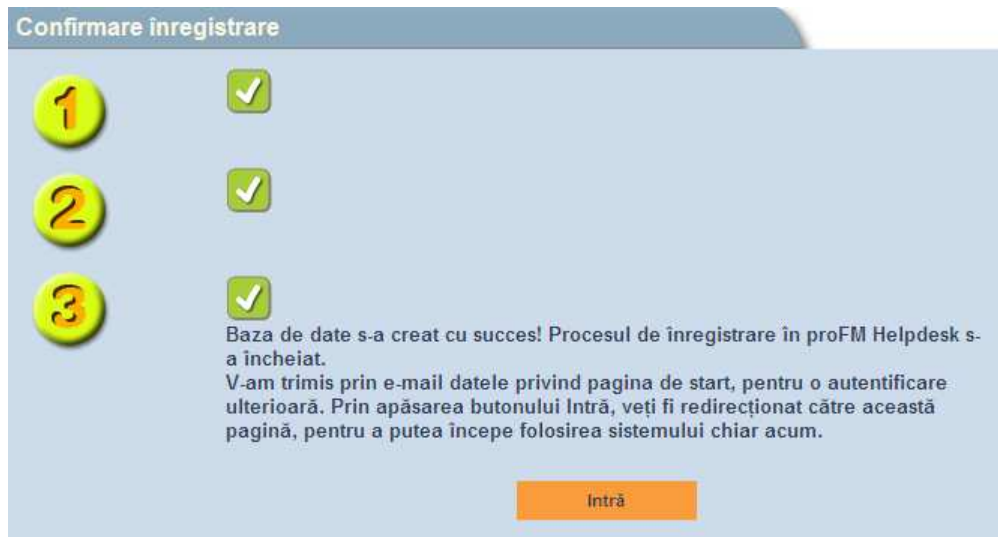 Confirmare înregistrare
1
2
3
Baza de date s-a creat cu succes! Procesul de înregistrare în proFM Helpdesk s-
a încheiat.
V-am trimis prin e-mail datele privind pagina de start, pentru o autentificare
ulterioară. Prin apăsarea butonului Intră, veți fi redirecționat către această
pagină, pentru a putea începe folosirea sistemului chiar acum.
Intră